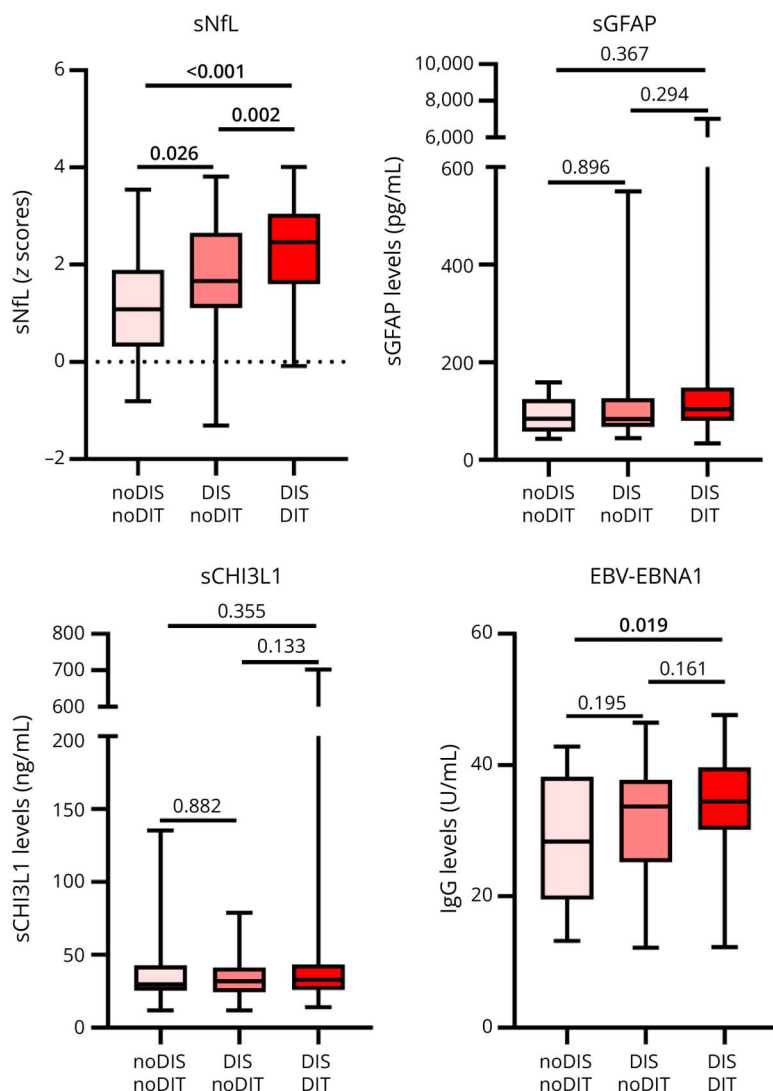 sNfL
sNfL (z scores)
6
4
2
0
–2
<0.001
0.002
0.026
noDIS DIS DIS
noDIT noDIT DIT
sGFAP
sGFAP levels (pg/mL)
10,000
8,000
6,000
600
400
200
0
0.367
0.294
0.896
noDIS DIS DIS
noDIT noDIT DIT
sCHI3L1
sCHI3L1 levels (ng/mL)
800
700
600
200
150
100
50
0
0.355
0.133
0.882
noDIS DIS DIS
noDIT noDIT DIT
EBV-EBNA1
IgG levels (U/mL)
60
40
20
0
0.019
0.161
0.195
noDIS DIS DIS
noDIT noDIT DIT